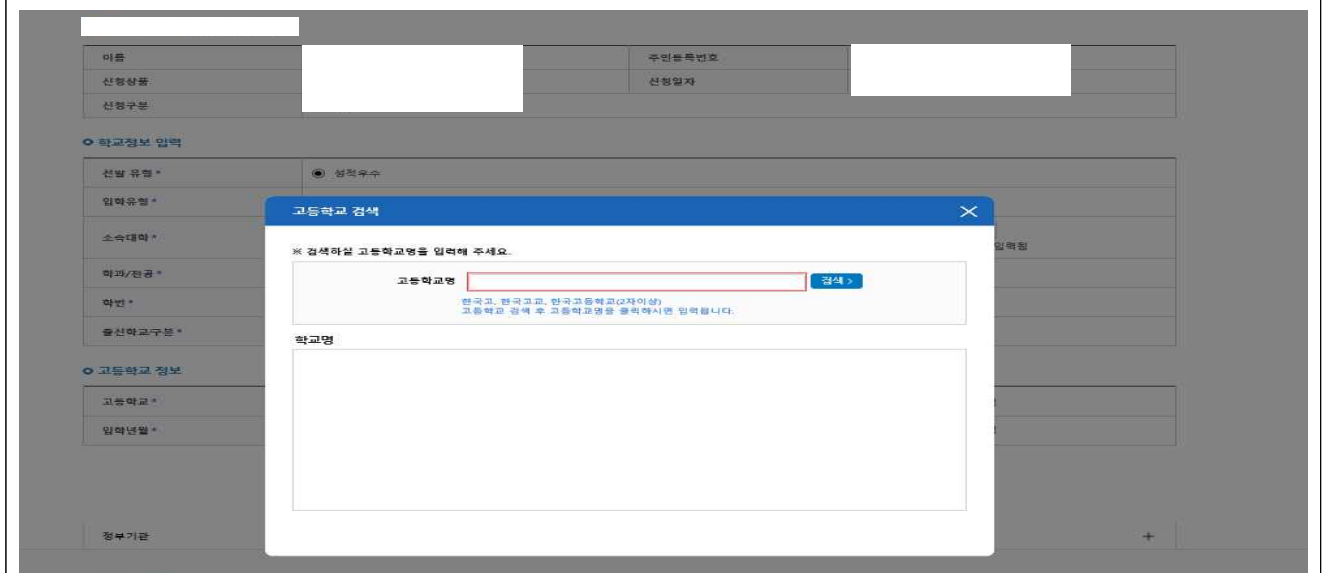 이름
주민등록번호
신청상품
신청일자
신청구분
학교정보 입력
선발 유형 *
성적우수
입학유형 *
소속대학 *
입력됨
학과/전공 *
학번 *
출신학교구분 *
고등학교 정보
고등학교 *
입학년월 *
정부기관
+
고등학교 검색
※ 검색하실 고등학교명을 입력해 주세요.
고등학교명
검색 >
한국고, 한국고교, 한국고등학교(2자이상)
고등학교 검색 후 고등학교명을 클릭하시면 입력됩니다.
학교명